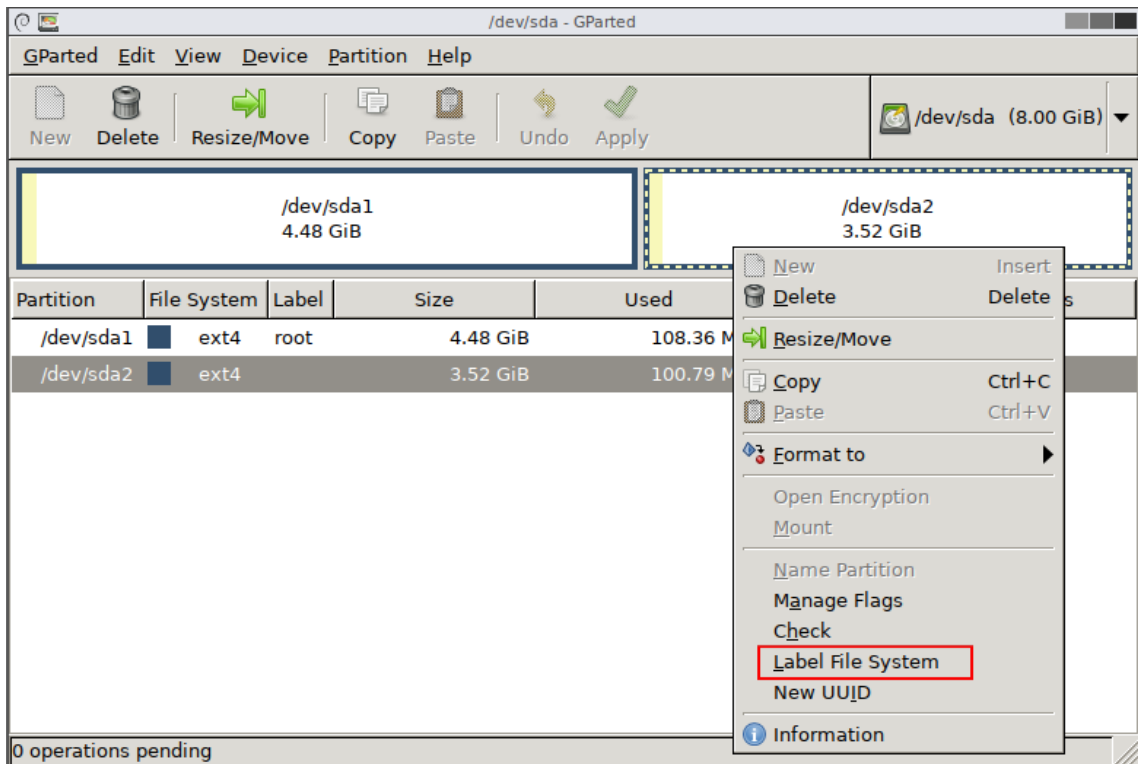 /dev/sda - GParted
GParted Edit View Device Partition Help
New Delete Resize/Move Copy Paste Undo Apply /dev/sda (8.00 GiB)
/dev/sda1
4.48 GiB
/dev/sda2
3.52 GiB
Partition File System Label Size Used s
/dev/sda1 ext4 root 4.48 GiB 108.36 M
/dev/sda2 ext4 3.52 GiB 100.79 M
New Insert
Delete Delete
Resize/Move
Copy Ctrl+C
Paste Ctrl+V
Format to
Open Encryption
Mount
Name Partition
Manage Flags
Check
Label File System
New UUID
Information
0 operations pending